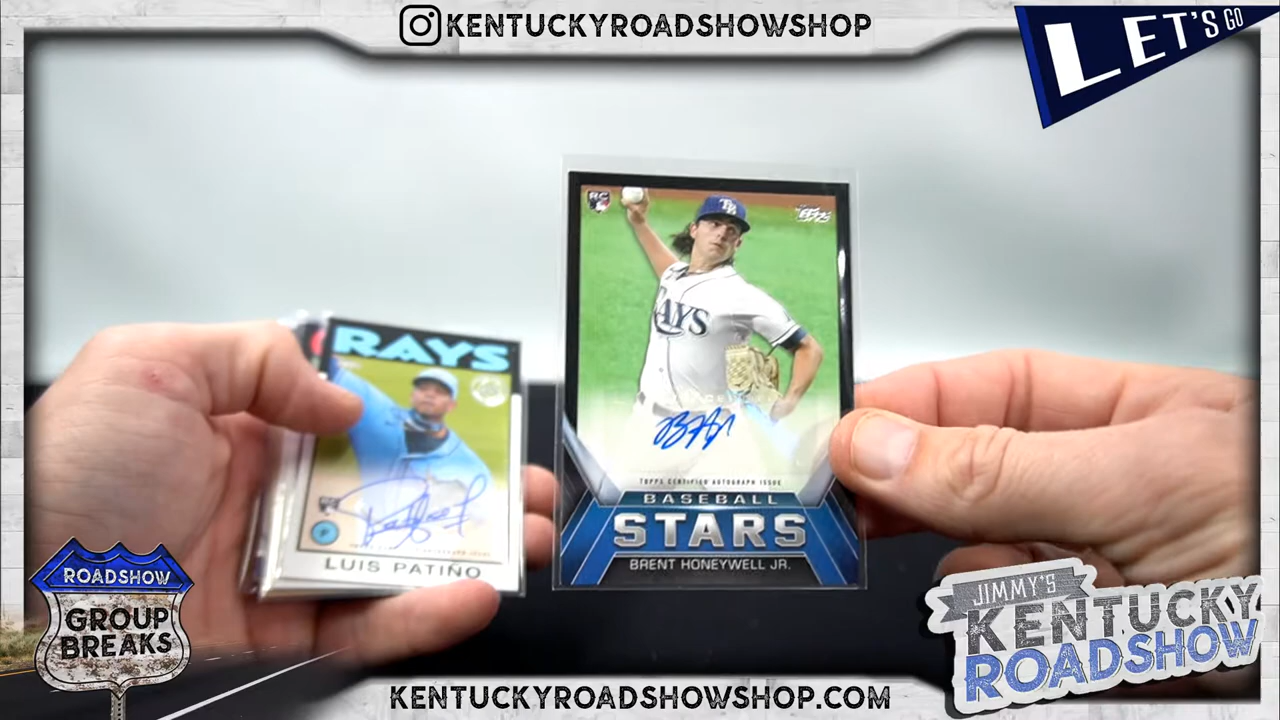 KENTUCKYROADSHOWSHOP
LET'S GO
RC
TOPPS
TB
RAYS
TOPPS CERTIFIED AUTOGRAPH ISSUE
BASEBALL
STARS
BRENT HONEYWELL JR.
RAYS
P
LUIS PATIÑO
ROADSHOW
GROUP
BREAKS
JIMMY'S
KENTUCKY
ROADSHOW
KENTUCKYROADSHOWSHOP.COM